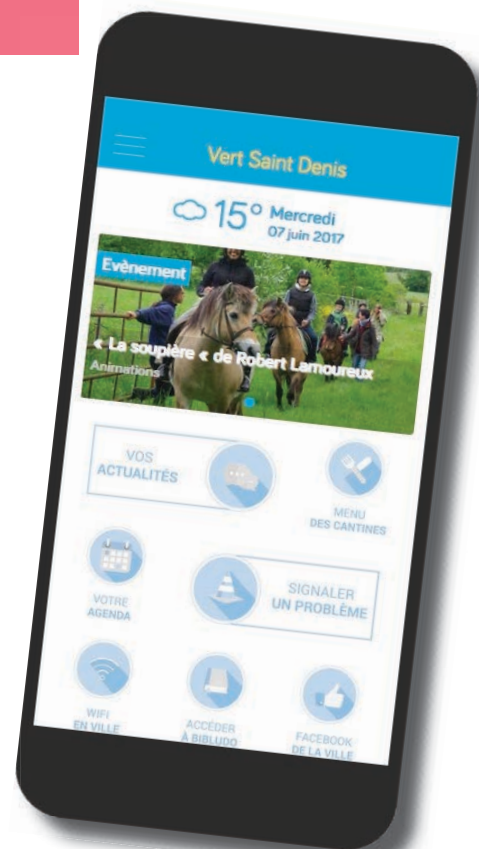 Vert Saint Denis
15° Mercredi
07 juin 2017
Evènement
« La soupière « de Robert Lamoureux
Animations
VOS
ACTUALITÉS
MENU
DES CANTINES
VOTRE
AGENDA
SIGNALER
UN PROBLÈME
WIFI
EN VILLE
ACCÉDER
À BIBLUDO
FACEBOOK
DE LA VILLE